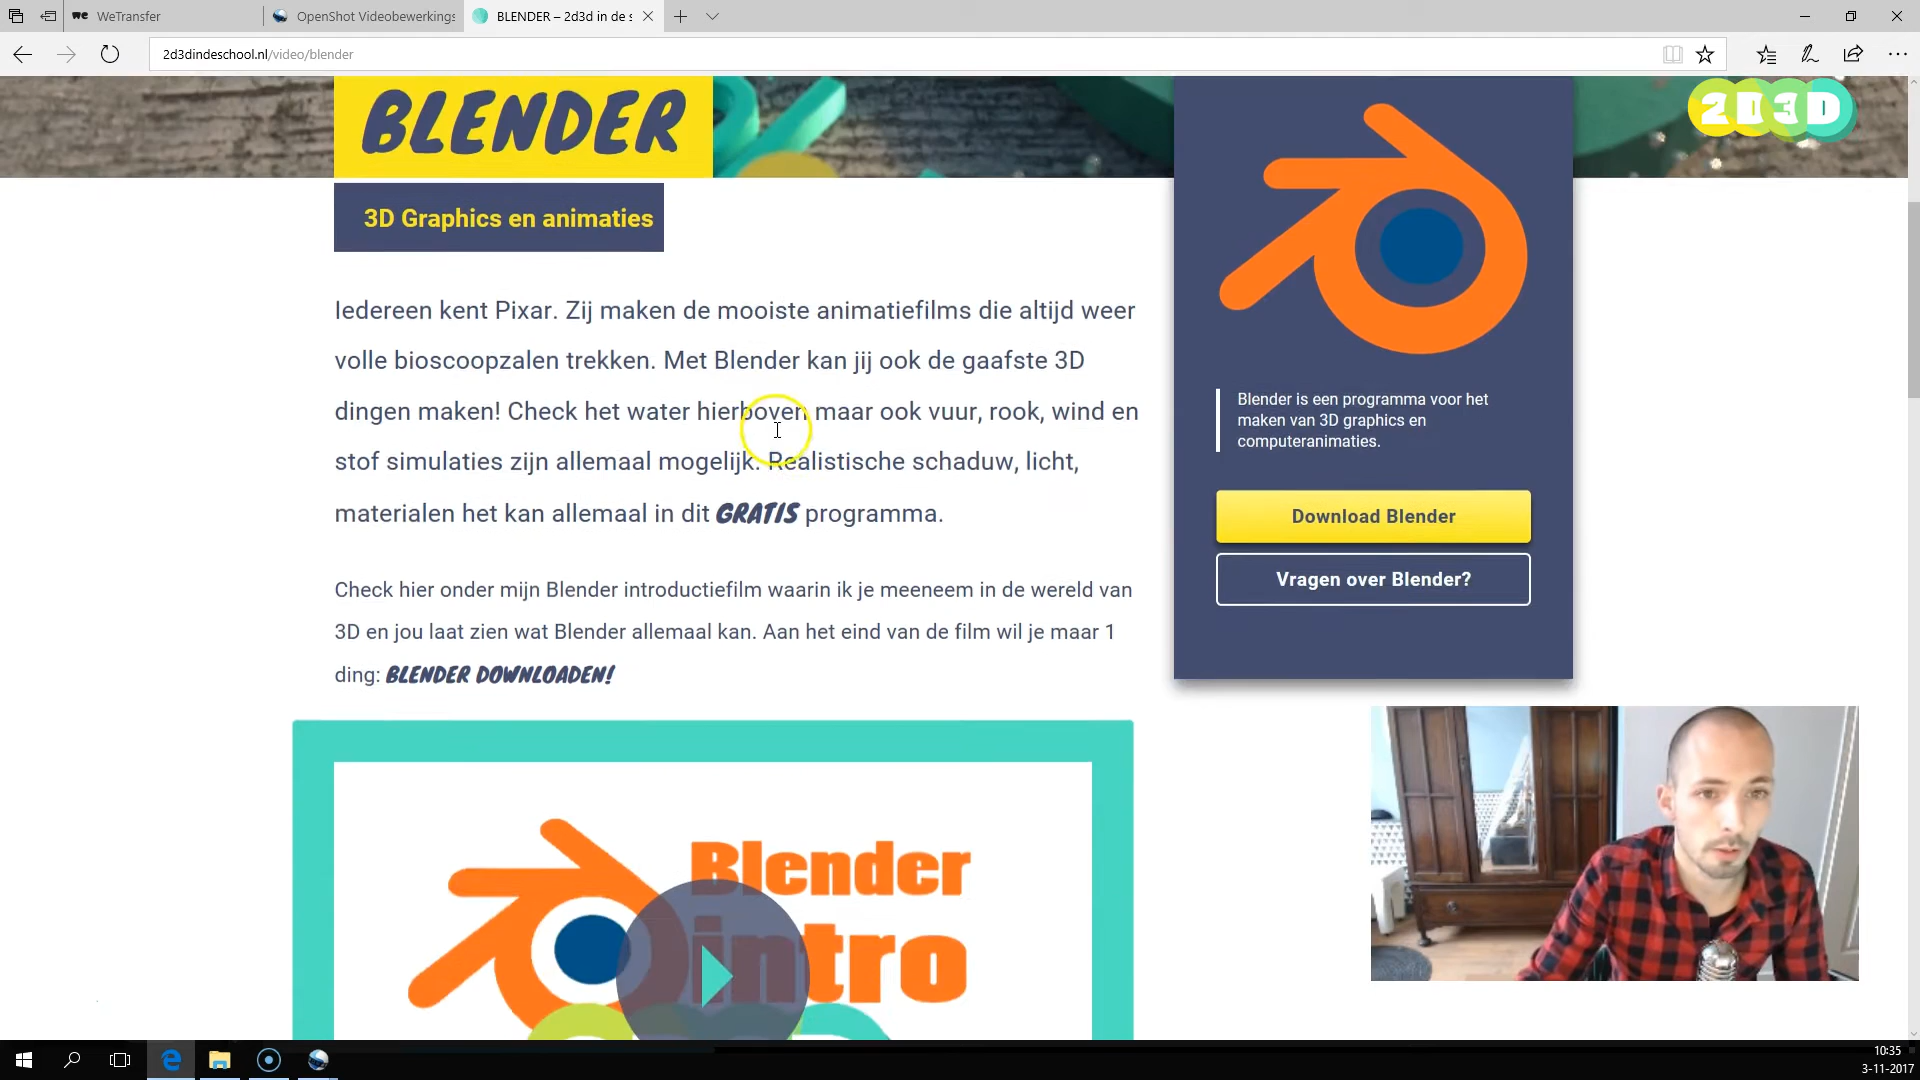 WeTransfer
OpenShot Videobewerkings
BLENDER – 2d3d in de s
2d3dindeschool.nl/video/blender
2D3D
BLENDER
3D Graphics en animaties
Iedereen kent Pixar. Zij maken de mooiste animatiefilms die altijd weer
volle bioscoopzalen trekken. Met Blender kan jij ook de gaafste 3D
dingen maken! Check het water hierboven maar ook vuur, rook, wind en
stof simulaties zijn allemaal mogelijk. Realistische schaduw, licht,
materialen het kan allemaal in dit GRATIS programma.
Check hier onder mijn Blender introductiefilm waarin ik je meeneem in de wereld van
3D en jou laat zien wat Blender allemaal kan. Aan het eind van de film wil je maar 1
ding: BLENDER DOWNLOADEN!
Blender is een programma voor het
maken van 3D graphics en
computeranimaties.
Download Blender
Vragen over Blender?
Blender
intro
10:35
3-11-2017